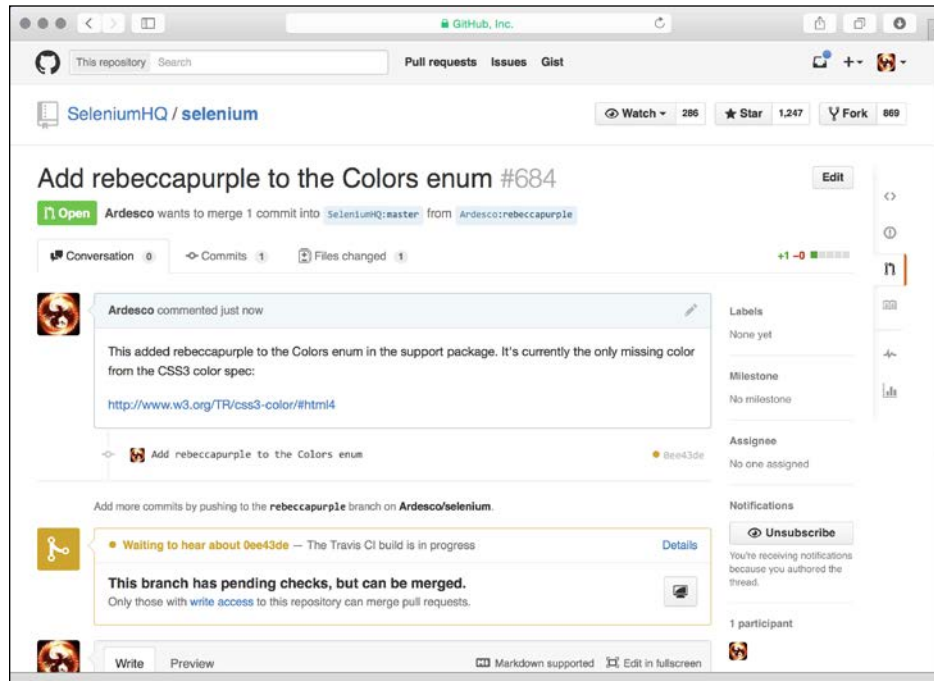 GitHub, Inc.
This repository Search
Pull requests Issues Gist
SeleniumHQ / selenium
Watch 286
Star 1,247
Fork 869
Add rebeccapurple to the Colors enum #684
Edit
Open Ardesco wants to merge 1 commit into SeleniumHQ:master from Ardesco:rebeccapurple
Conversation 0
Commits 1
Files changed 1
+1 −0
Ardesco commented just now
This added rebeccapurple to the Colors enum in the support package. It's currently the only missing color
from the CSS3 color spec:
http://www.w3.org/TR/css3-color/#html4
Add rebeccapurple to the Colors enum
0ee43de
Add more commits by pushing to the rebeccapurple branch on Ardesco/selenium.
Waiting to hear about 0ee43de — The Travis CI build is in progress
Details
This branch has pending checks, but can be merged.
Only those with write access to this repository can merge pull requests.
Write Preview
Markdown supported Edit in fullscreen
Labels
None yet
Milestone
No milestone
Assignee
No one assigned
Notifications
Unsubscribe
You're receiving notifications
because you authored the
thread.
1 participant